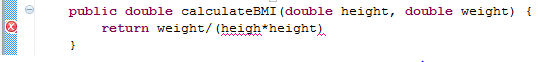 public double calculateBMI(double height, double weight) {
return weight/(heigh*height)
}